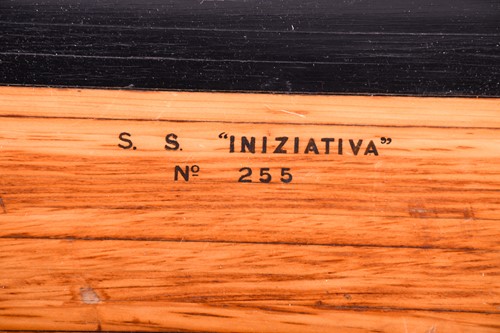 S. S. “INIZIATIVA”
Nº 255